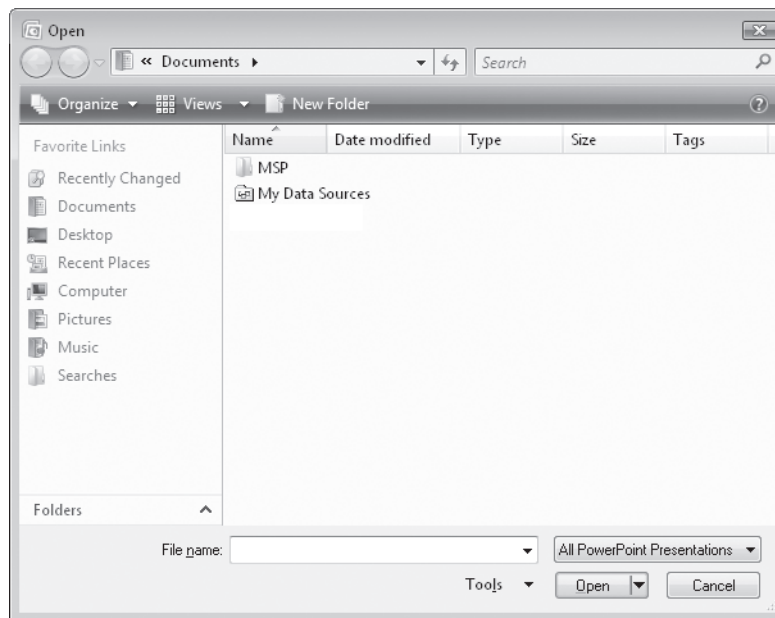 Open
« Documents
Search
Organize Views New Folder
Name Date modified Type Size Tags
Favorite Links
Recently Changed
Documents
Desktop
Recent Places
Computer
Pictures
Music
Searches
MSP
My Data Sources
Folders
File name:
All PowerPoint Presentations
Tools Open Cancel